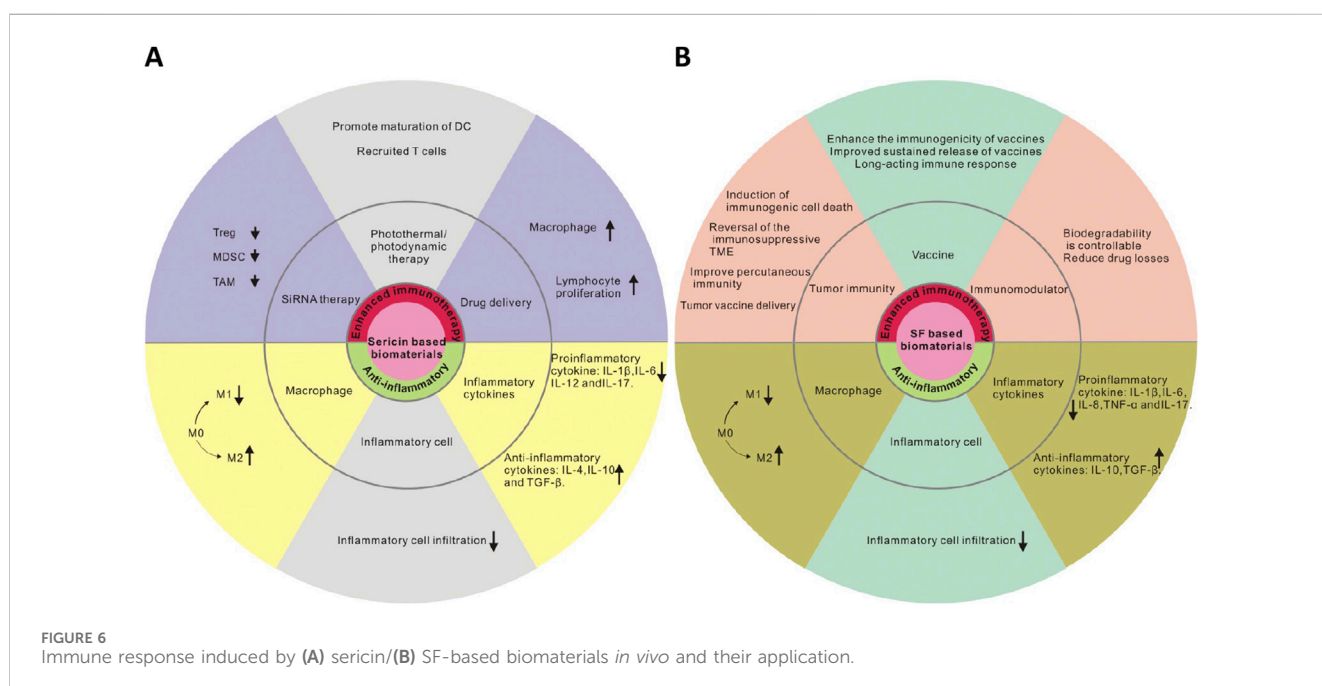 A
Promote maturation of DC
Recruited T cells
Treg
MDSC
TAM
SiRNA therapy
Photothermal/
photodynamic
therapy
Drug delivery
Macrophage
Lymphocyte
proliferation
Enhanced immunotherapy
Sericin based
biomaterials
Anti-inflammatory
Macrophage
M1
M0
M2
Inflammatory cell
Inflammatory cell infiltration
Inflammatory
cytokines
Proinflammatory
cytokine: IL-1β,IL-6,
IL-12 andIL-17.
Anti-inflammatory
cytokines: IL-4,IL-10
and TGF-β.
B
Enhance the immunogenicity of vaccines
Improved sustained release of vaccines
Long-acting immune response
Induction of
immunogenic cell death
Reversal of the
immunosuppressive
TME
Improve percutaneous
immunity
Tumor vaccine delivery
Tumor immunity
Vaccine
Immunomodulator
Biodegradability
is controllable
Reduce drug losses
Enhanced immunotherapy
SF based
biomaterials
Anti-inflammatory
Macrophage
M1
M0
M2
Inflammatory cell
Inflammatory cell infiltration
Inflammatory
cytokines
Proinflammatory
cytokine: IL-1β,IL-6,
IL-8,TNF-α andIL-17.
Anti-inflammatory
cytokines: IL-10,TGF-β.
FIGURE 6
Immune response induced by (A) sericin/(B) SF-based biomaterials in vivo and their application.